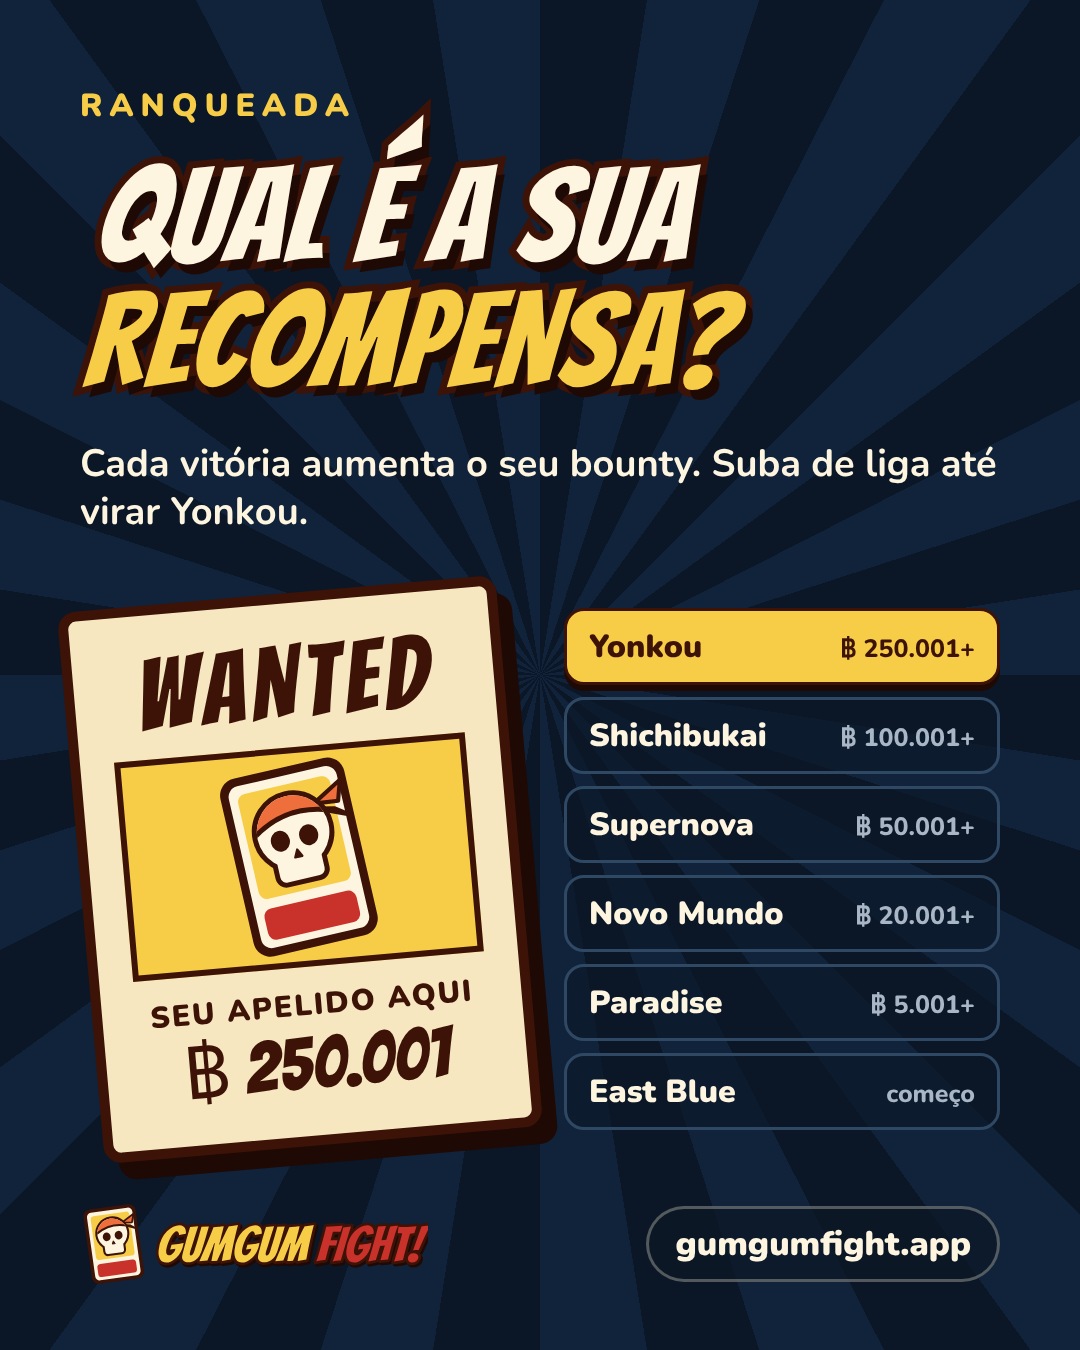 RANQUEADA
QUAL É A SUA
RECOMPENSA?
Cada vitória aumenta o seu bounty. Suba de liga até
virar Yonkou.
WANTED
SEU APELIDO AQUI
฿ 250.001
Yonkou ฿ 250.001+
Shichibukai ฿ 100.001+
Supernova ฿ 50.001+
Novo Mundo ฿ 20.001+
Paradise ฿ 5.001+
East Blue começo
GUMGUM FIGHT!
gumgumfight.app